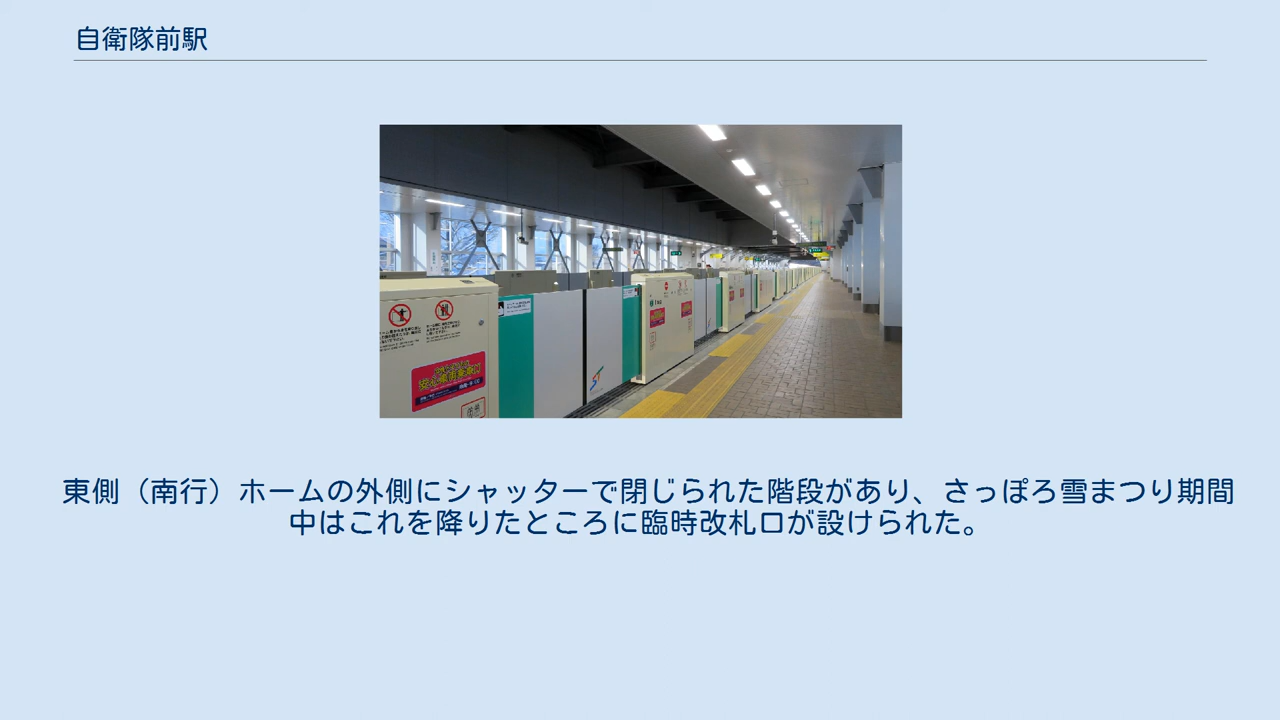 自衛隊前駅
東側（南行）ホームの外側にシャッターで閉じられた階段があり、さっぽろ雪まつり期間
中はこれを降りたところに臨時改札口が設けられた。